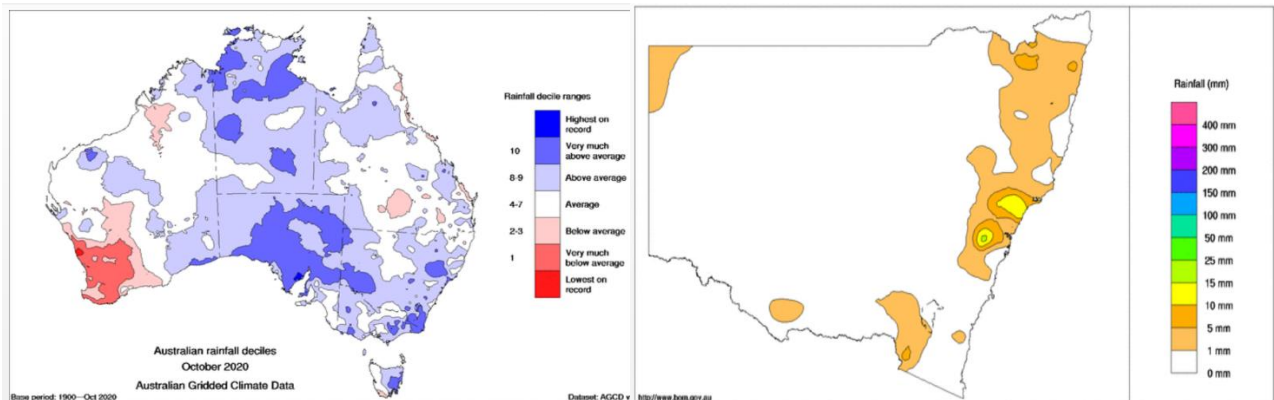 Rainfall decile ranges
Highest on
record
10
Very much
above average
8-9
Above average
4-7
Average
2-3
Below average
1
Very much
below average
Lowest on
record
Australian rainfall deciles
October 2020
Australian Gridded Climate Data
Base period: 1900—Oct 2020
Dataset: AGCD v
Rainfall (mm)
400 mm
300 mm
200 mm
150 mm
100 mm
50 mm
25 mm
15 mm
10 mm
5 mm
1 mm
0 mm
http://www.bom.gov.au